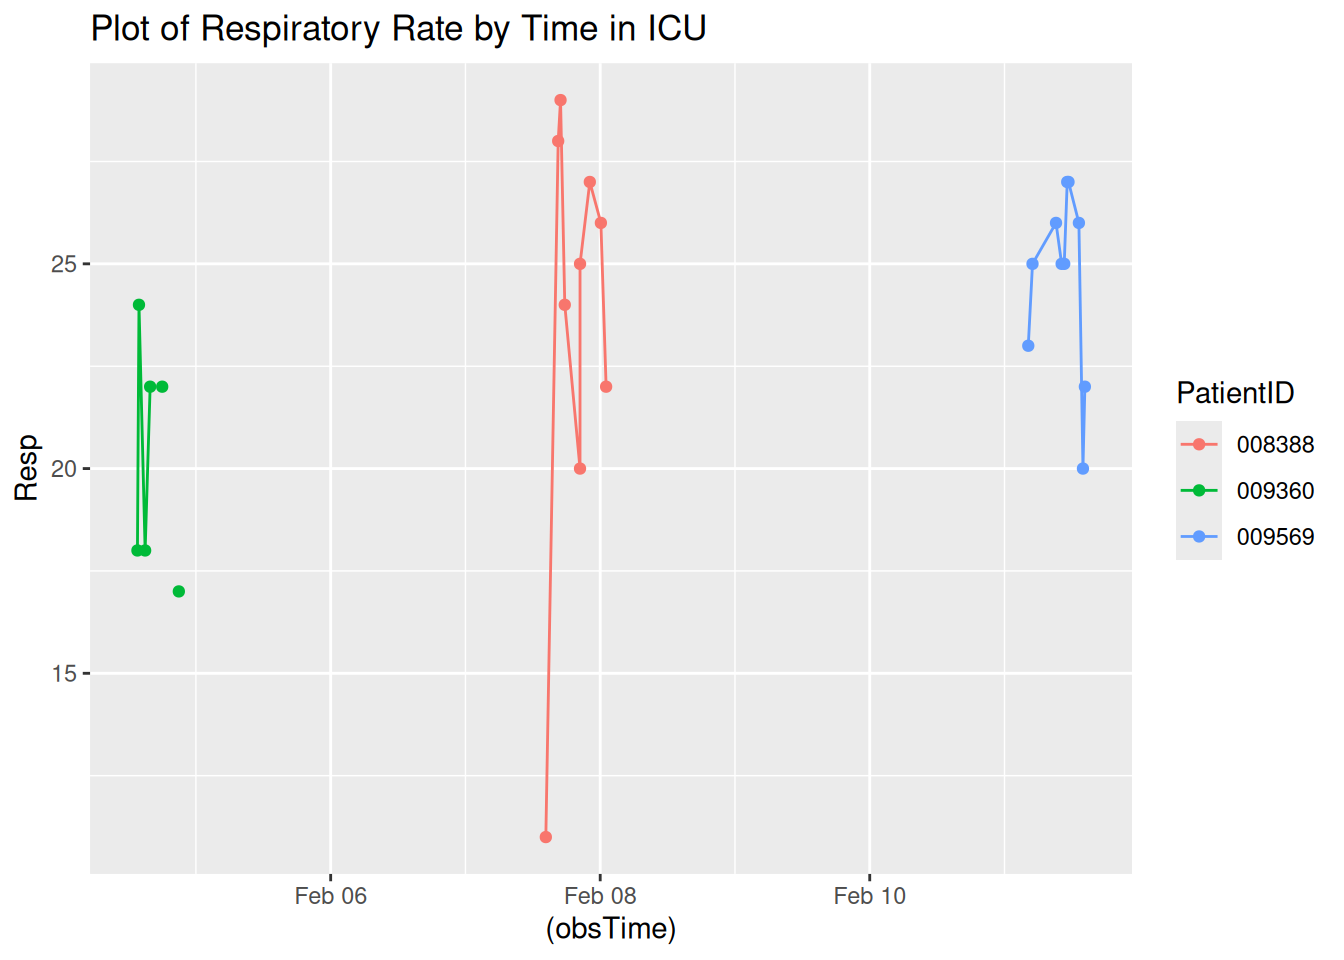 Plot of Respiratory Rate by Time in ICU
25
20
15
Resp
Feb 06 Feb 08 Feb 10
(obsTime)
PatientID
008388
009360
009569